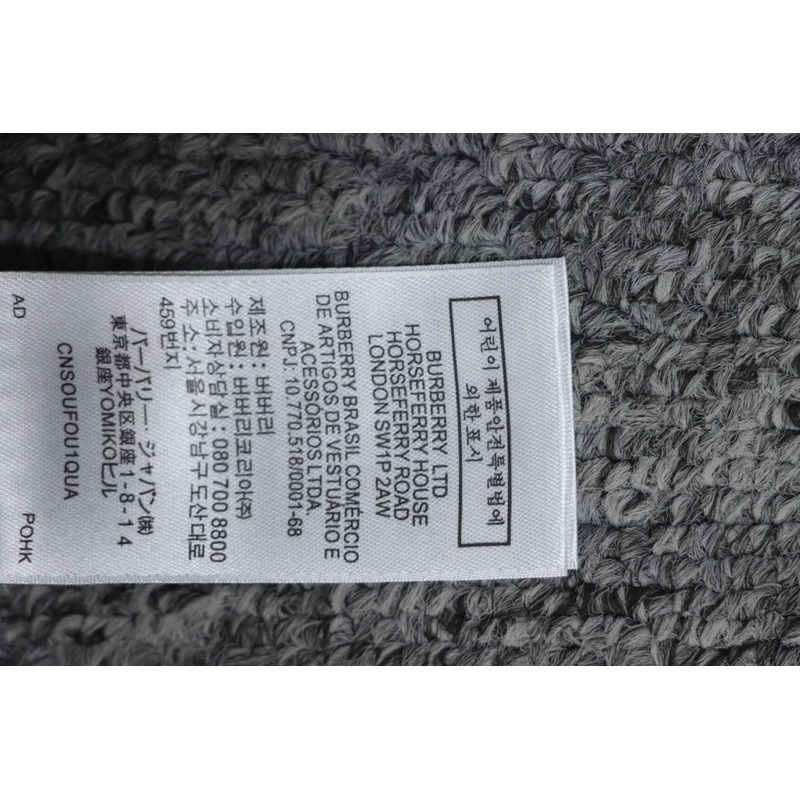 어린이 제품안전특별법에
의한 표시
BURBERRY LTD
HORSEFERRY HOUSE
HORSEFERRY ROAD
LONDON SW1P 2AW
BURBERRY BRASIL COMÉRCIO
DE ARTIGOS DE VESTUÁRIO E
ACESSÓRIOS LTDA.
CNPJ: 10.770.518/0001-68
제조원 : 버버리
수입원 : 버버리코리아㈜
소비자상담실 : 080 700 8800
주 소 : 서울시강남구 도산대로
459번지
バーバリー・ジャパン㈱
東京都中央区銀座1-8-14
銀座YOMIKOビル
CNSOUFOU1QUA
AD POHK